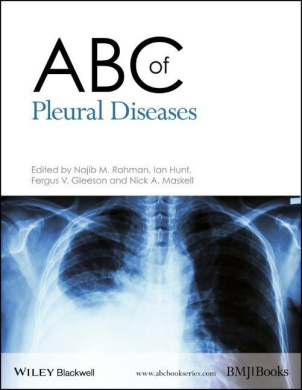 ABC of
Pleural Diseases
Edited by Najib M. Rahman, Ian Hunt,
Fergus V. Gleeson and Nick A. Maskell
WILEY Blackwell
www.abcbookseries.com
BMJ|Books